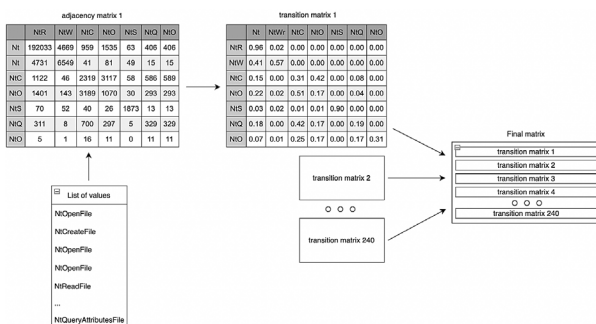 adjacency matrix 1
NtR NtW NtC NtO NtS NtQ NtO
Nt 192033 4669 959 1535 63 406 406
Nt 4731 6549 41 81 49 15 15
NtC 1122 46 2319 3117 58 586 589
NtO 1401 143 3189 1070 30 293 293
NtS 70 52 40 26 1873 13 13
NtQ 311 8 700 297 5 329 329
NtO 5 1 16 11 0 11 11
transition matrix 1
Nt NtWr NtC NtO NtS NtQ NtO
NtR 0.96 0.02 0.00 0.00 0.00 0.00 0.00
NtW 0.41 0.57 0.00 0.00 0.00 0.00 0.00
NtC 0.15 0.00 0.31 0.42 0.00 0.08 0.00
NtO 0.22 0.02 0.51 0.17 0.00 0.04 0.00
NtS 0.03 0.02 0.01 0.01 0.90 0.00 0.00
NtQ 0.18 0.00 0.42 0.17 0.00 0.19 0.00
NtO 0.07 0.01 0.25 0.17 0.00 0.17 0.31
List of values
NtOpenFile
NtCreateFile
NtOpenFile
NtOpenFile
NtReadFile
...
NtQueryAttributesFile
transition matrix 2
transition matrix 240
Final matrix
transition matrix 1
transition matrix 2
transition matrix 3
transition matrix 4
transition matrix 240